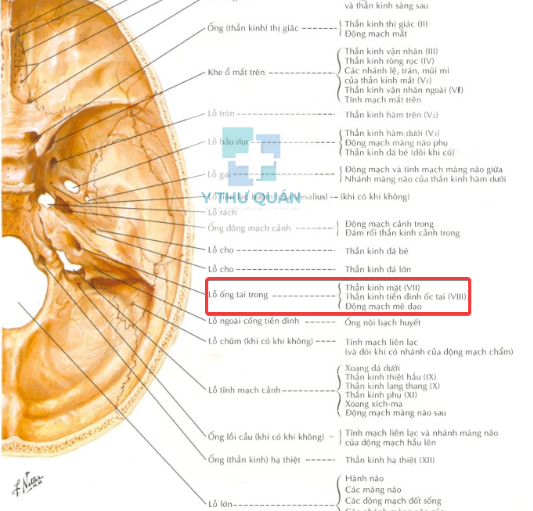 và thần kinh sàng sau
Ống (thần kinh) thị giác
Thần kinh thị giác (II)
Động mạch mắt
Khe ổ mắt trên
Thần kinh vận nhãn (III)
Thần kinh ròng rọc (IV)
Các nhánh lệ, trán, mũi mi
của thần kinh mắt (V₁)
Thần kinh vận nhãn ngoài (VI)
Tĩnh mạch mắt trên
Lỗ tròn
Thần kinh hàm trên (V₂)
Lỗ bầu dục
Thần kinh hàm dưới (V₃)
Động mạch màng não phụ
Thần kinh đá bé (đôi khi có)
Lỗ gai
Động mạch và tĩnh mạch màng não giữa
Nhánh màng não của thần kinh hàm dưới
Y THƯ QUÁN
(khi có khi không)
Lỗ rách
Ống động mạch cảnh
Động mạch cảnh trong
Đám rối thần kinh cảnh trong
Lỗ cho
Thần kinh đá bé
Lỗ cho
Thần kinh đá lớn
Lỗ ống tai trong
Thần kinh mặt (VII)
Thần kinh tiền đình ốc tai (VIII)
Động mạch mê đạo
Lỗ ngoài cống tiền đình
Ống nội bạch huyết
Lỗ chũm (khi có khi không)
Tĩnh mạch liên lạc
(và đôi khi có nhánh của động mạch chẩm)
Lỗ tĩnh mạch cảnh
Xoang đá dưới
Thần kinh thiệt hầu (IX)
Thần kinh lang thang (X)
Thần kinh phụ (XI)
Xoang xích-ma
Động mạch màng não sau
Ống lồi cầu (khi có khi không)
Tĩnh mạch liên lạc và nhánh màng não
của động mạch hầu lên
Ống (thần kinh) hạ thiệt
Thần kinh hạ thiệt (XII)
Lỗ lớn
Hành não
Các màng não
Các động mạch đốt sống